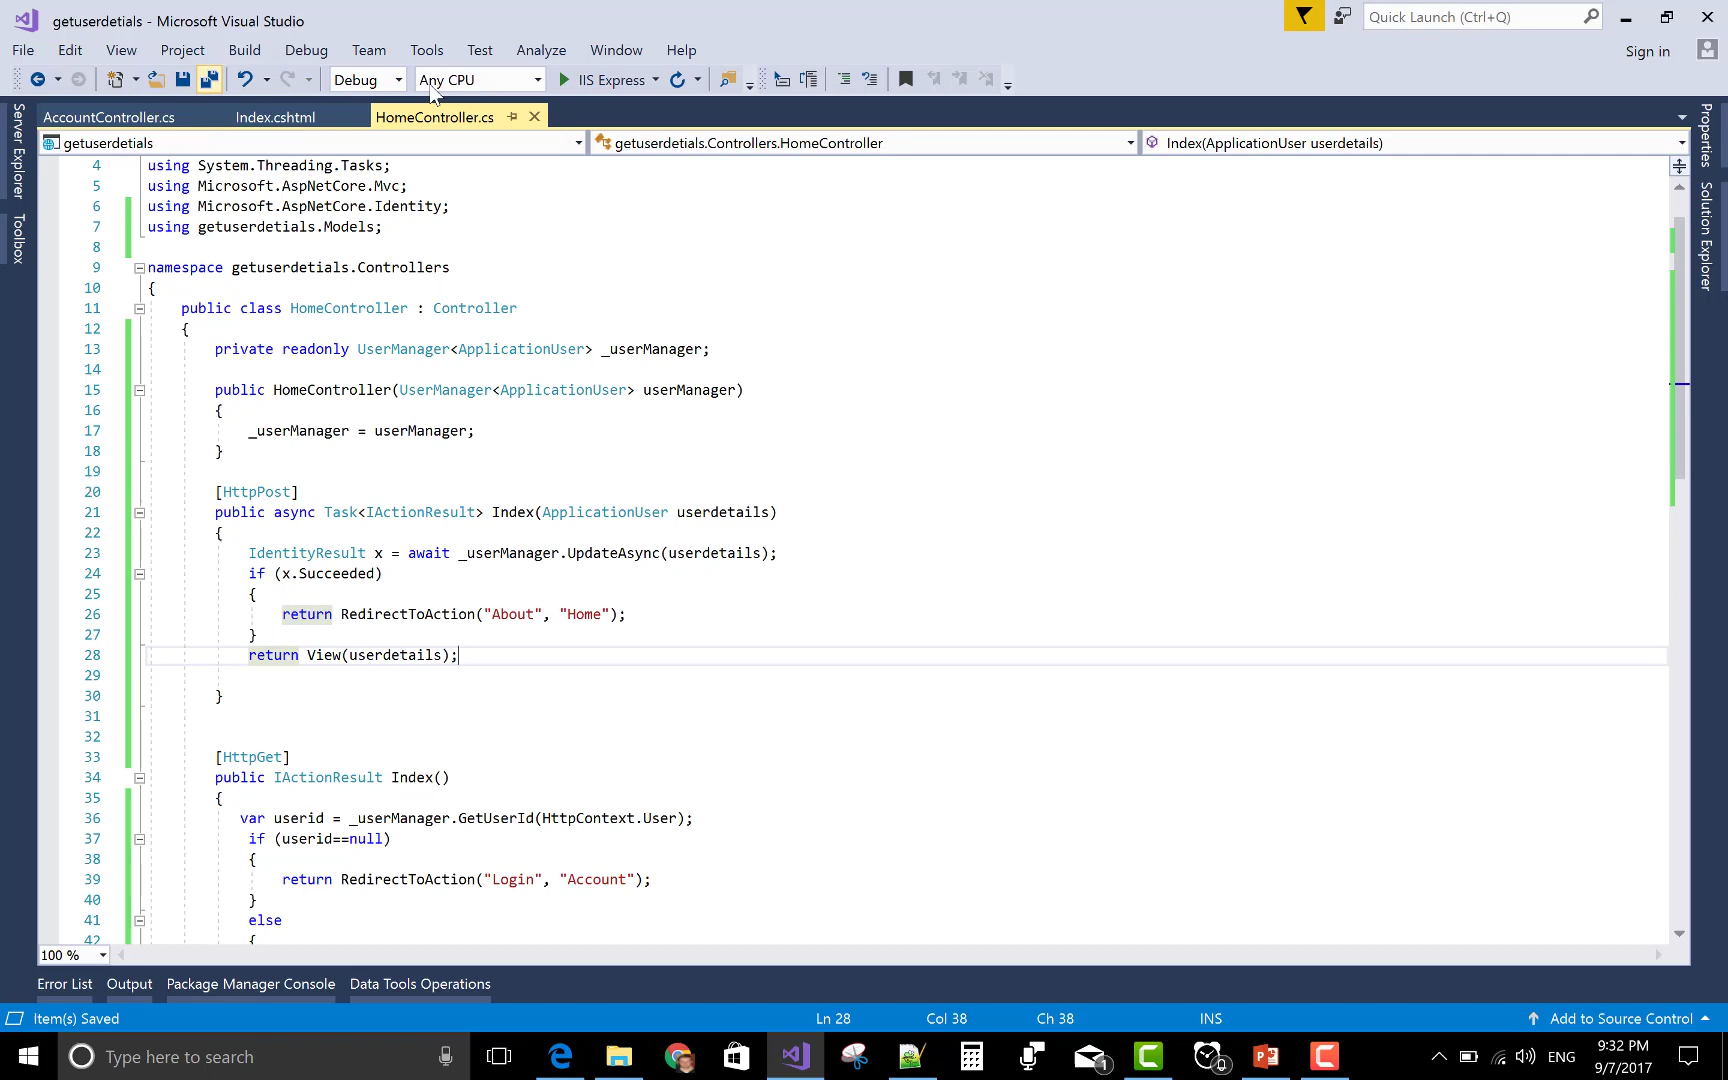 getuserdetials - Microsoft Visual Studio
Quick Launch (Ctrl+Q)
File Edit View Project Build Debug Team Tools Test Analyze Window Help
Sign in
Debug Any CPU IIS Express
AccountController.cs Index.cshtml HomeController.cs
getuserdetials getuserdetials.Controllers.HomeController Index(ApplicationUser userdetails)
Server Explorer
Toolbox
Properties
Solution Explorer
4 using System.Threading.Tasks;
5 using Microsoft.AspNetCore.Mvc;
6 using Microsoft.AspNetCore.Identity;
7 using getuserdetials.Models;
8
9 namespace getuserdetials.Controllers
10 {
11 public class HomeController : Controller
12 {
13 private readonly UserManager<ApplicationUser> _userManager;
14
15 public HomeController(UserManager<ApplicationUser> userManager)
16 {
17 _userManager = userManager;
18 }
19
20 [HttpPost]
21 public async Task<IActionResult> Index(ApplicationUser userdetails)
22 {
23 IdentityResult x = await _userManager.UpdateAsync(userdetails);
24 if (x.Succeeded)
25 {
26 return RedirectToAction("About", "Home");
27 }
28 return View(userdetails);
29
30 }
31
32
33 [HttpGet]
34 public IActionResult Index()
35 {
36 var userid = _userManager.GetUserId(HttpContext.User);
37 if (userid==null)
38 {
39 return RedirectToAction("Login", "Account");
40 }
41 else
42 {
100 %
Error List Output Package Manager Console Data Tools Operations
Item(s) Saved Ln 28 Col 38 Ch 38 INS Add to Source Control
Type here to search
1
ENG
9:32 PM
9/7/2017